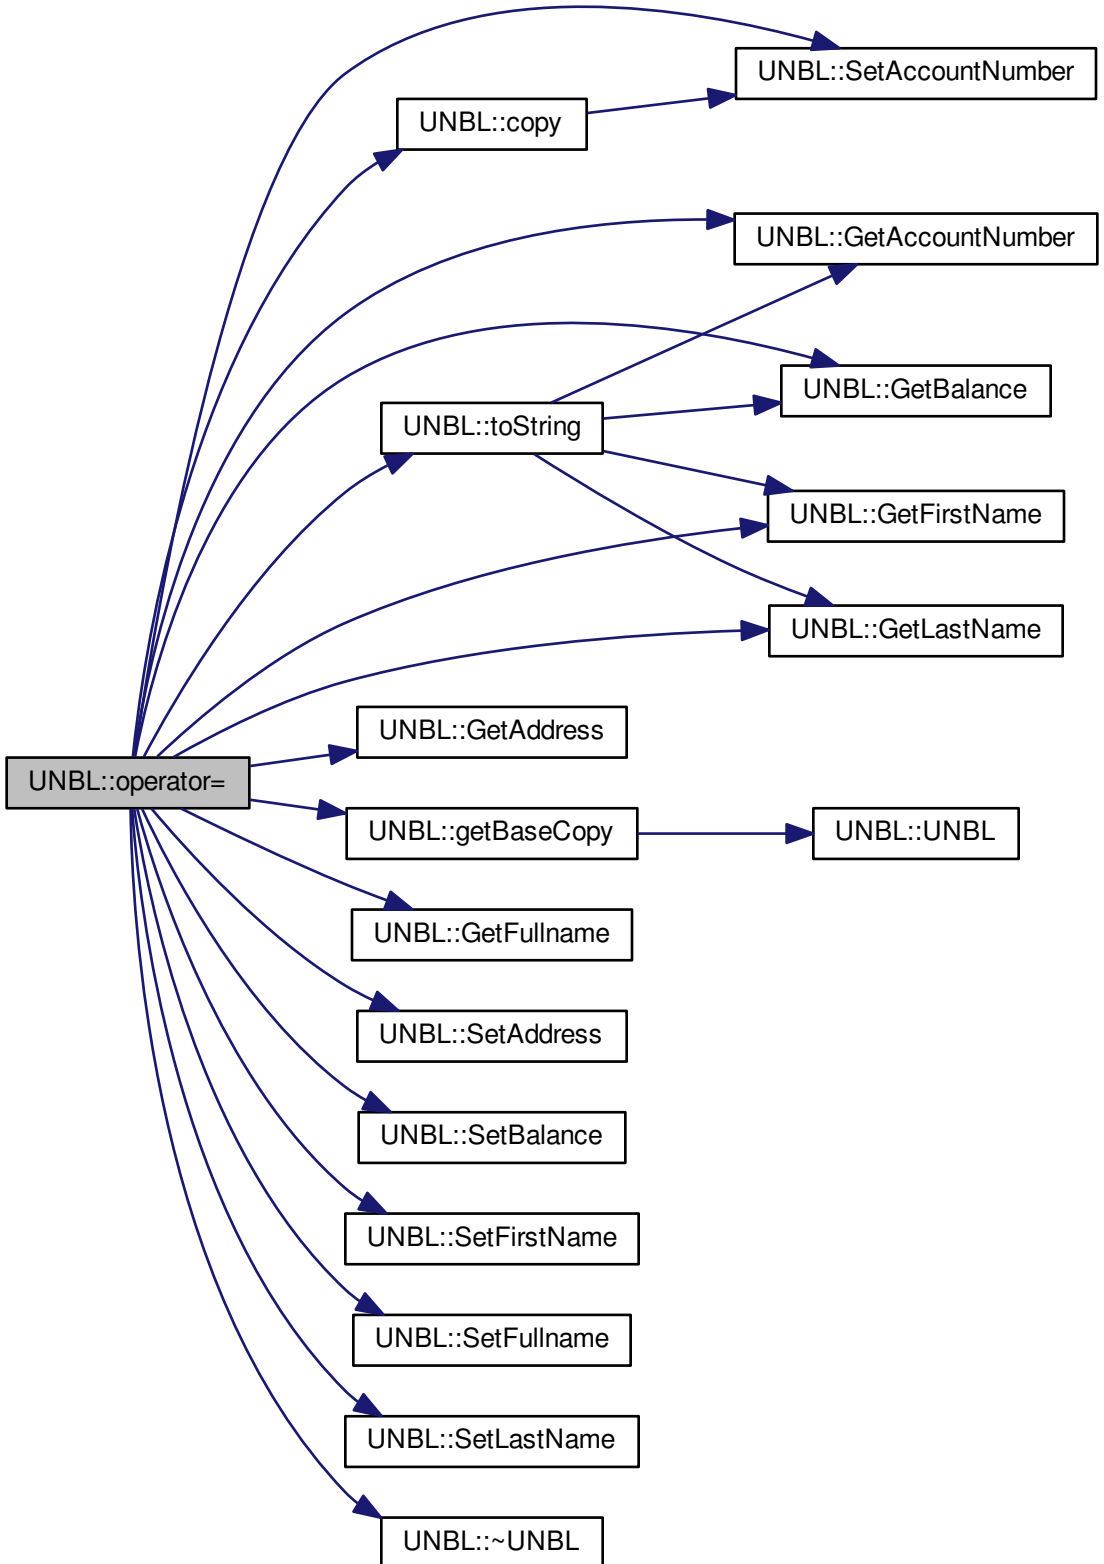 UNBL::SetAccountNumber
UNBL::copy
UNBL::GetAccountNumber
UNBL::GetBalance
UNBL::toString
UNBL::GetFirstName
UNBL::GetLastName
UNBL::GetAddress
UNBL::operator=
UNBL::getBaseCopy
UNBL::UNBL
UNBL::GetFullname
UNBL::SetAddress
UNBL::SetBalance
UNBL::SetFirstName
UNBL::SetFullname
UNBL::SetLastName
UNBL::~UNBL